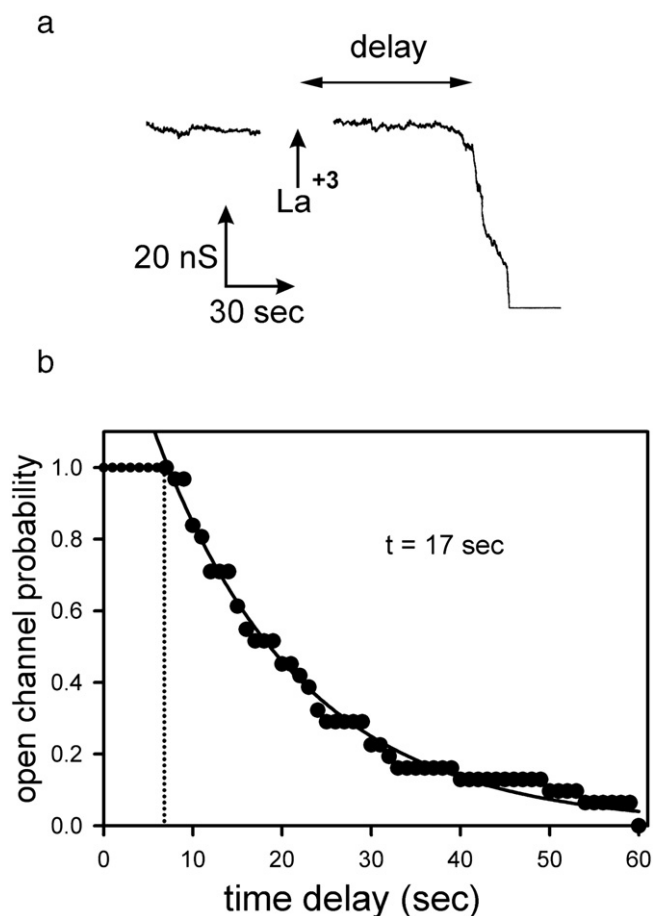 a
delay
La+3
20 nS
30 sec
b
open channel probability
1.0
0.8
0.6
0.4
0.2
0.0
t = 17 sec
0 10 20 30 40 50 60
time delay (sec)